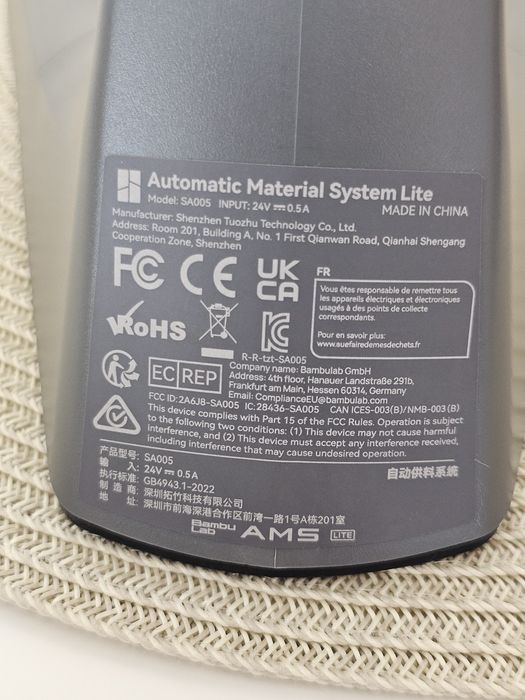 Automatic Material System Lite
Model: SA005 INPUT: 24V⎓0.5A
MADE IN CHINA
Manufacturer: Shenzhen Tuozhu Technology Co., Ltd.
Address: Room 201, Building A, No. 1 First Qianwan Road, Qianhai Shengang
Cooperation Zone, Shenzhen
FC CE UK
CA
FR
Vous êtes responsable de remettre tous
les appareils électriques et électroniques
usagés à des points de collecte
correspondants.
Pour en savoir plus:
www.auefairedemesdechets.fr
RoHS
R-R-tzt-SA005
EC REP
Company name: Bambulab GmbH
Address: 4th floor, Hanauer Landstraße 291b,
Frankfurt am Main, Hessen 60314, Germany
Email: ComplianceEU@bambulab.com
FCC ID: 2A6J8-SA005 IC: 28436-SA005 CAN ICES-003(B)/NMB-003(B)
This device complies with Part 15 of the FCC Rules. Operation is subject
to the following two conditions: (1) This device may not cause harmful
interference, and (2) This device must accept any interference received,
including interference that may cause undesired operation.
产品型号: SA005
输 入: 24V⎓0.5A
执行标准: GB4943.1-2022
制 造 商: 深圳拓竹科技有限公司
地 址: 深圳市前海深港合作区前湾一路1号A栋201室
自动供料系統
Bambu
Lab
AMS LITE